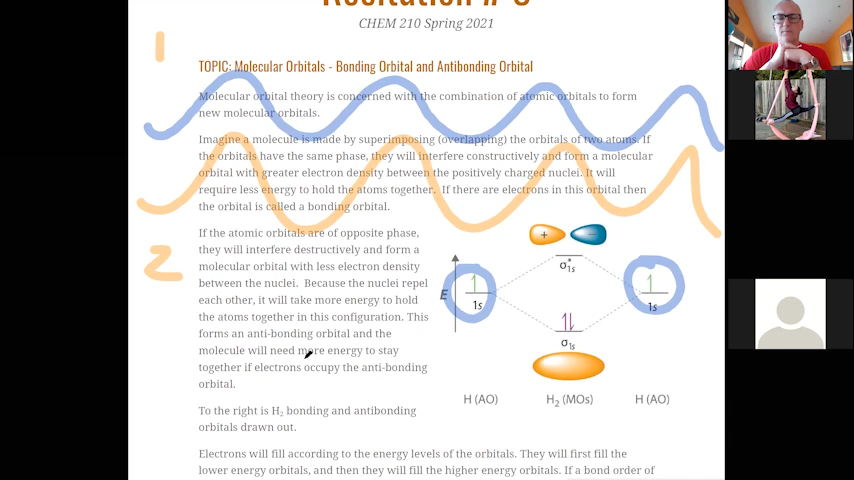 CHEM 210 Spring 2021
1
TOPIC: Molecular Orbitals - Bonding Orbital and Antibonding Orbital
Molecular orbital theory is concerned with the combination of atomic orbitals to form
new molecular orbitals.
Imagine a molecule is made by superimposing (overlapping) the orbitals of two atoms. If
the orbitals have the same phase, they will interfere constructively and form a molecular
orbital with greater electron density between the positively charged nuclei. It will
require less energy to hold the atoms together. If there are electrons in this orbital then
the orbital is called a bonding orbital.
2
If the atomic orbitals are of opposite phase,
they will interfere destructively and form a
molecular orbital with less electron density
between the nuclei. Because the nuclei repel
each other, it will take more energy to hold
the atoms together in this configuration. This
forms an anti-bonding orbital and the
molecule will need more energy to stay
together if electrons occupy the anti-bonding
orbital.
+ −
σ*1s
E
1s 1s
σ1s
H (AO) H₂ (MOs) H (AO)
To the right is H₂ bonding and antibonding
orbitals drawn out.
Electrons will fill according to the energy levels of the orbitals. They will first fill the
lower energy orbitals, and then they will fill the higher energy orbitals. If a bond order of